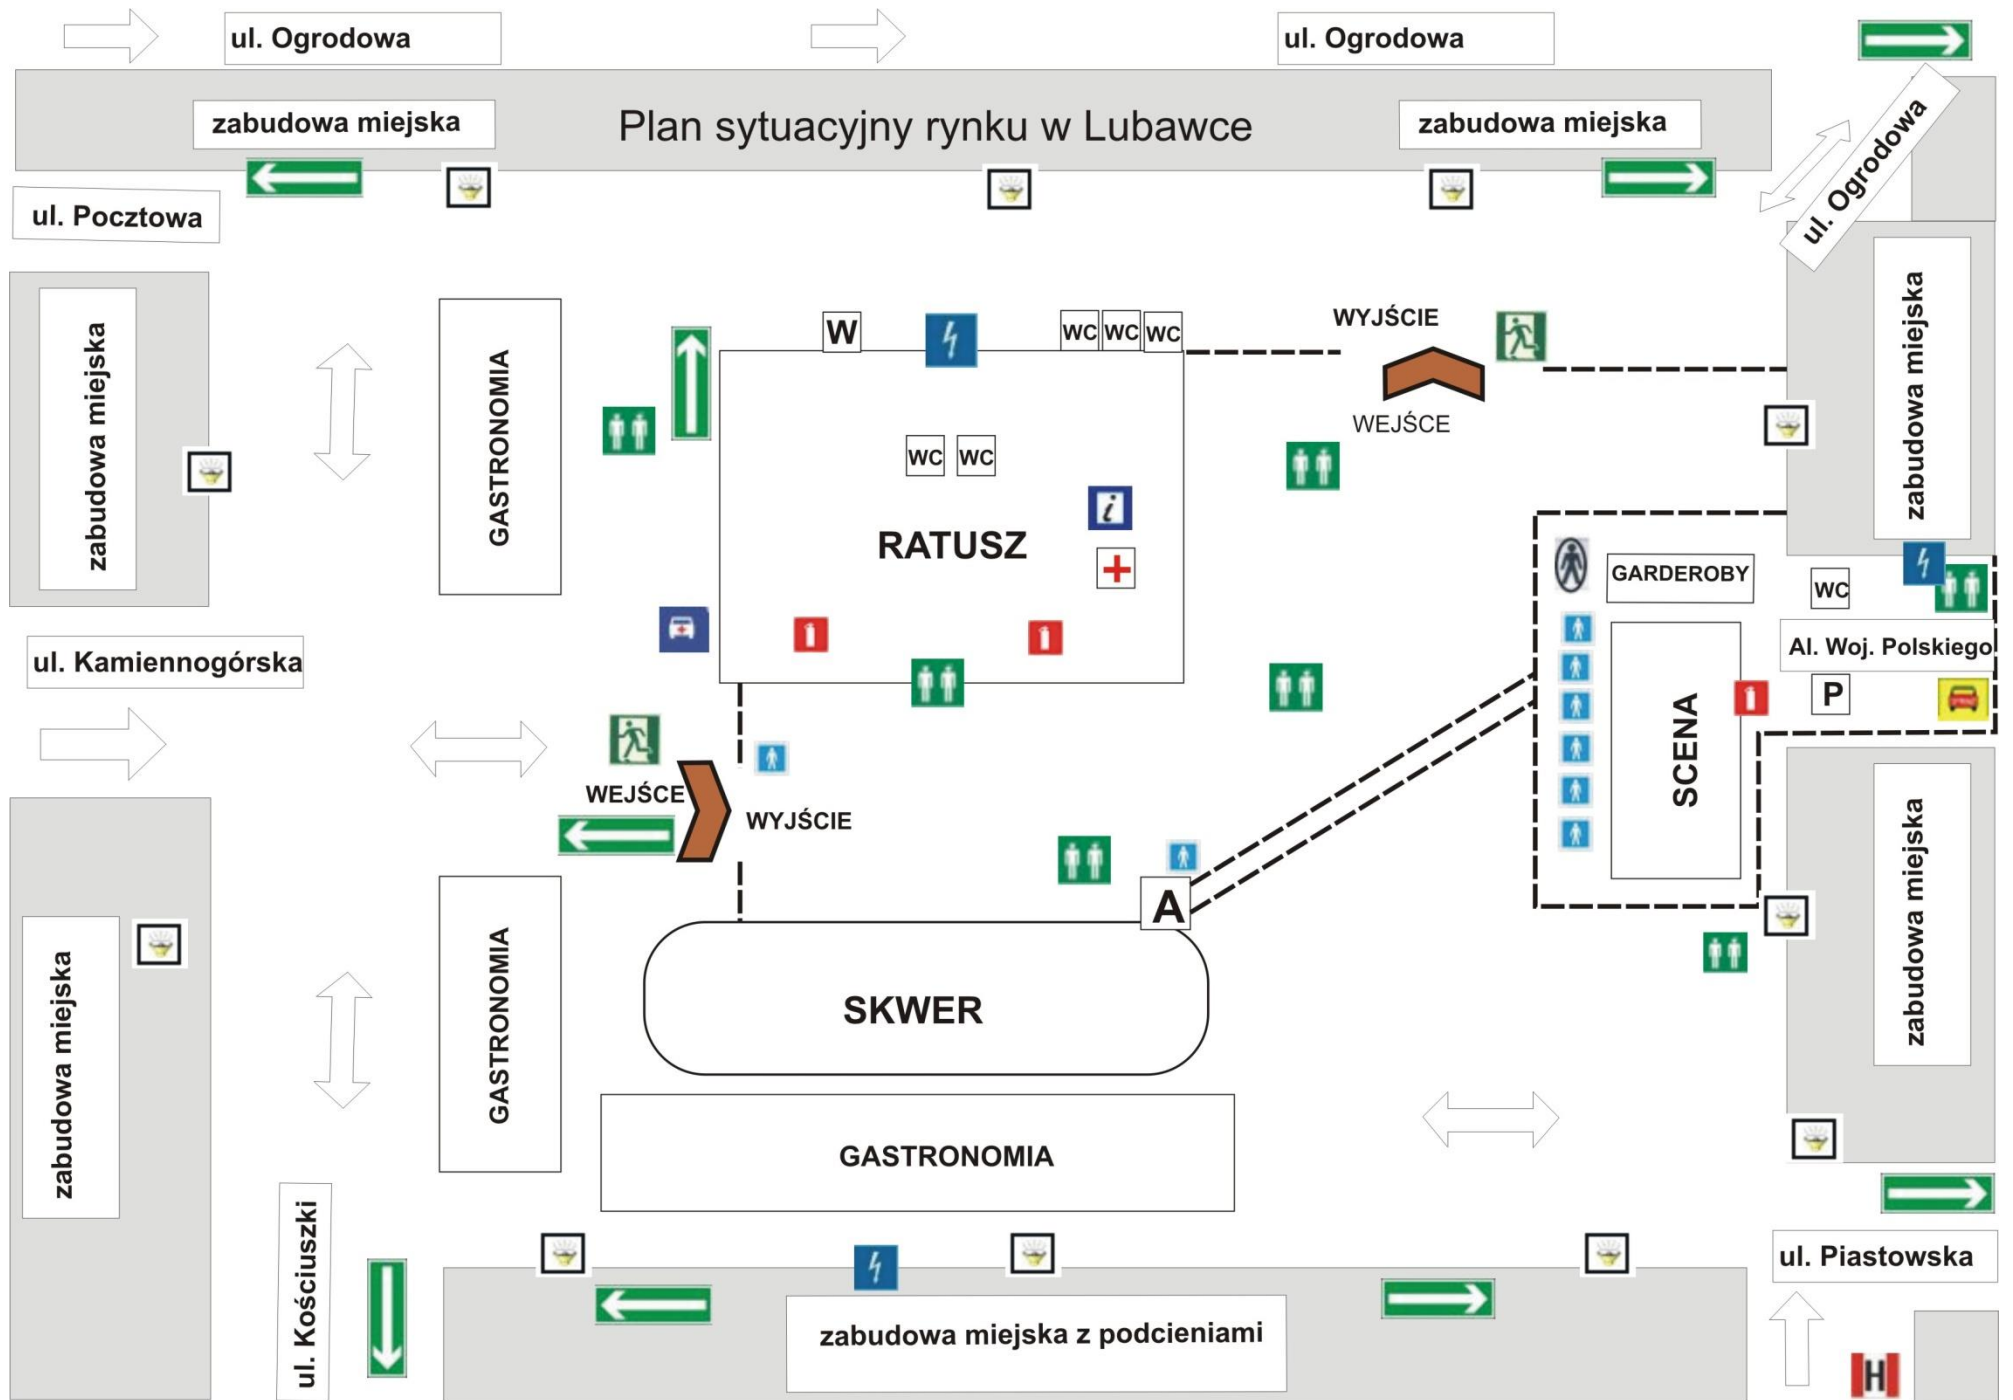 ul. Ogrodowa
ul. Ogrodowa
zabudowa miejska
Plan sytuacyjny rynku w Lubawce
zabudowa miejska
ul. Ogrodowa
ul. Pocztowa
zabudowa miejska
GASTRONOMIA
W
WC
WC
WC
WYJŚCIE
WEJŚCE
zabudowa miejska
WC
WC
i
RATUSZ
GARDEROBY
WC
ul. Kamiennogórska
Al. Woj. Polskiego
P
SCENA
WEJŚCE
WYJŚCIE
A
zabudowa miejska
GASTRONOMIA
SKWER
zabudowa miejska
GASTRONOMIA
ul. Kościuszki
ul. Piastowska
zabudowa miejska z podcieniami
H